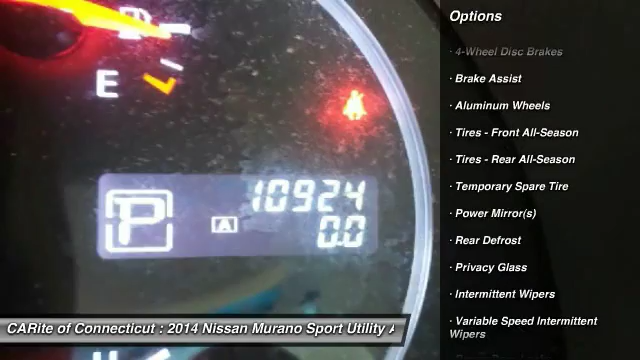 E
10924
P
A
0.0
H
CARite of Connecticut : 2014 Nissan Murano Sport Utility
Options
· 4-Wheel Disc Brakes
· Brake Assist
· Aluminum Wheels
· Tires - Front All-Season
· Tires - Rear All-Season
· Temporary Spare Tire
· Power Mirror(s)
· Rear Defrost
· Privacy Glass
· Intermittent Wipers
· Variable Speed Intermittent
Wipers